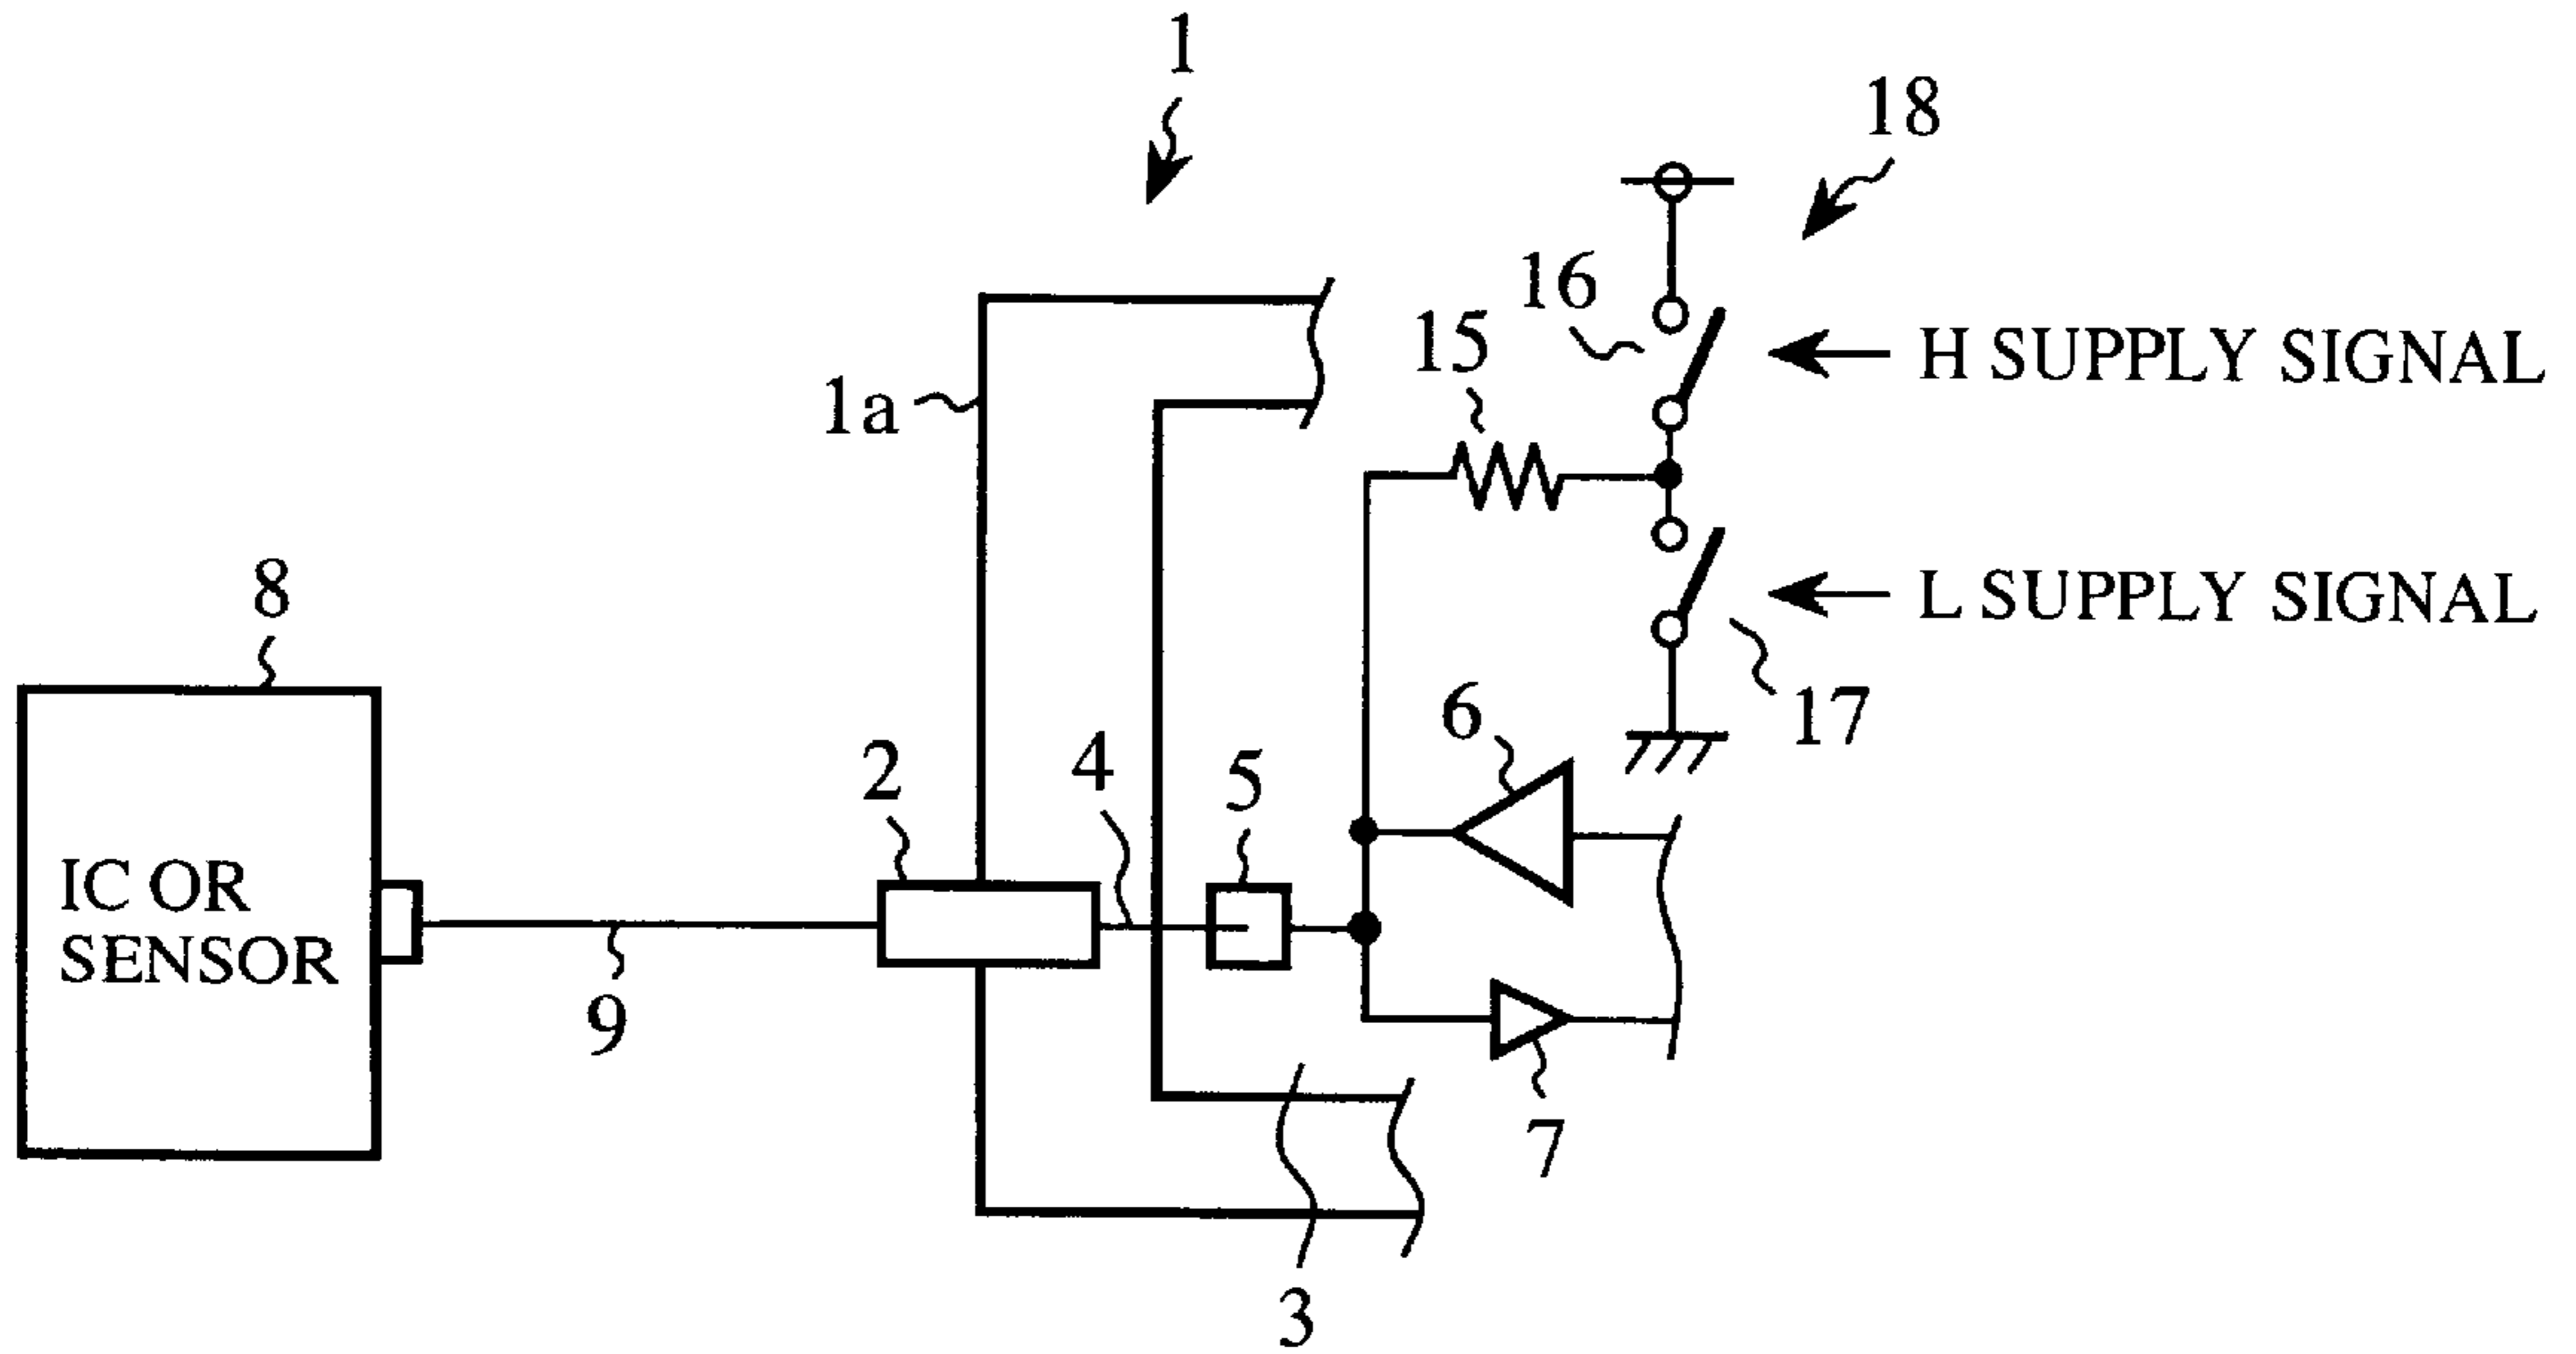 1
18
16
15
H SUPPLY SIGNAL
1a
L SUPPLY SIGNAL
8
17
6
2
4
5
IC OR
SENSOR
9
7
3